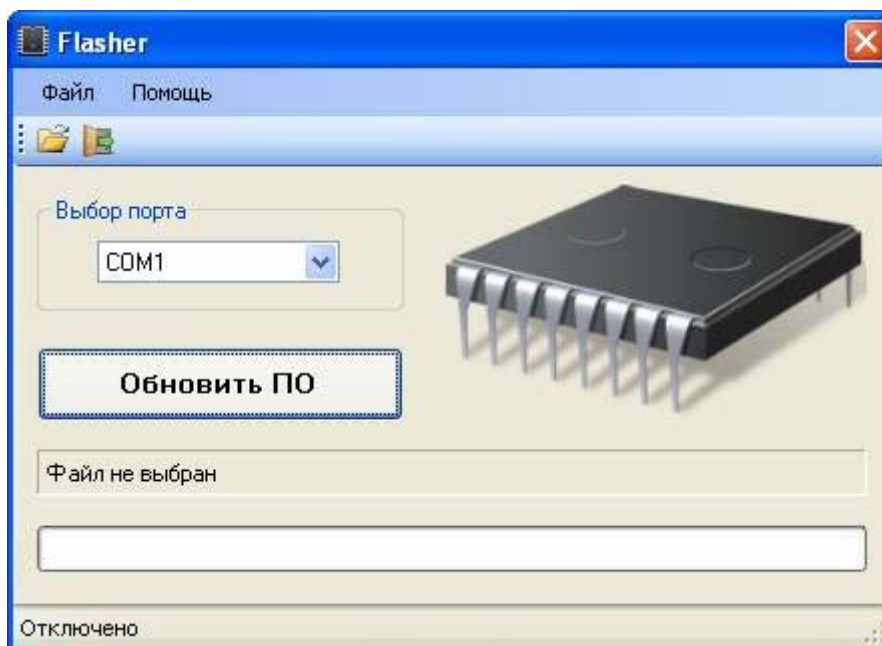 Flasher
Файл Помощь
Выбор порта
COM1
Обновить ПО
Файл не выбран
Отключено